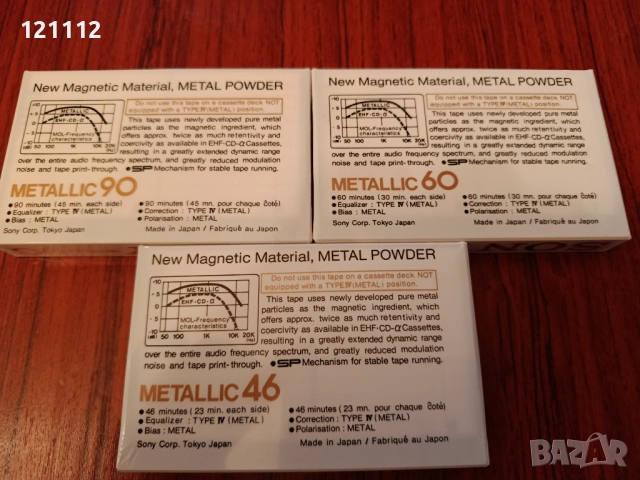 121112
New Magnetic Material, METAL POWDER
Do not use this tape on a cassette deck NOT
equipped with a TYPE Ⅳ (METAL) position.
This tape uses newly developed pure metal
particles as the magnetic ingredient, which
offers approx. twice as much retentivity and
coercivity as available in EHF-CD-α Cassettes,
resulting in a greatly extended dynamic range
over the entire audio frequency spectrum, and greatly reduced modulation
noise and tape print-through. ●SP Mechanism for stable tape running.
METALLIC
EHF-CD-α
MOL-Frequency
characteristics
METALLIC 90
●90 minutes (45 min. each side)
●Equalizer : TYPE Ⅳ (METAL)
●Bias : METAL
●90 minutes (45 mn. pour chaque côté)
●Correction : TYPE Ⅳ (METAL)
●Polarisation : METAL
Sony Corp. Tokyo Japan
Made in Japan / Fabriqué au Japon
New Magnetic Material, METAL POWDER
Do not use this tape on a cassette deck NOT
equipped with a TYPE Ⅳ (METAL) position.
This tape uses newly developed pure metal
particles as the magnetic ingredient, which
offers approx. twice as much retentivity and
coercivity as available in EHF-CD-α Cassettes,
resulting in a greatly extended dynamic range
over the entire audio frequency spectrum, and greatly reduced modulation
noise and tape print-through. ●SP Mechanism for stable tape running.
METALLIC
EHF-CD-α
MOL-Frequency
characteristics
METALLIC 60
●60 minutes (30 min. each side)
●Equalizer : TYPE Ⅳ (METAL)
●Bias : METAL
●60 minutes (30 mn. pour chaque côté)
●Correction : TYPE Ⅳ (METAL)
●Polarisation : METAL
Sony Corp. Tokyo Japan
Made in Japan / Fabriqué au Japon
New Magnetic Material, METAL POWDER
Do not use this tape on a cassette deck NOT
equipped with a TYPE Ⅳ (METAL) position.
This tape uses newly developed pure metal
particles as the magnetic ingredient, which
offers approx. twice as much retentivity and
coercivity as available in EHF-CD-α Cassettes,
resulting in a greatly extended dynamic range
over the entire audio frequency spectrum, and greatly reduced modulation
noise and tape print-through. ●SP Mechanism for stable tape running.
METALLIC
EHF-CD-α
MOL-Frequency
characteristics
50 100 1K 10K 20K
METALLIC 46
●46 minutes (23 min. each side)
●Equalizer : TYPE Ⅳ (METAL)
●Bias : METAL
●46 minutes (23 mn. pour chaque côté)
●Correction : TYPE Ⅳ (METAL)
●Polarisation : METAL
Sony Corp. Tokyo Japan
Made in Japan / Fabriqué au Japon
BAZAR